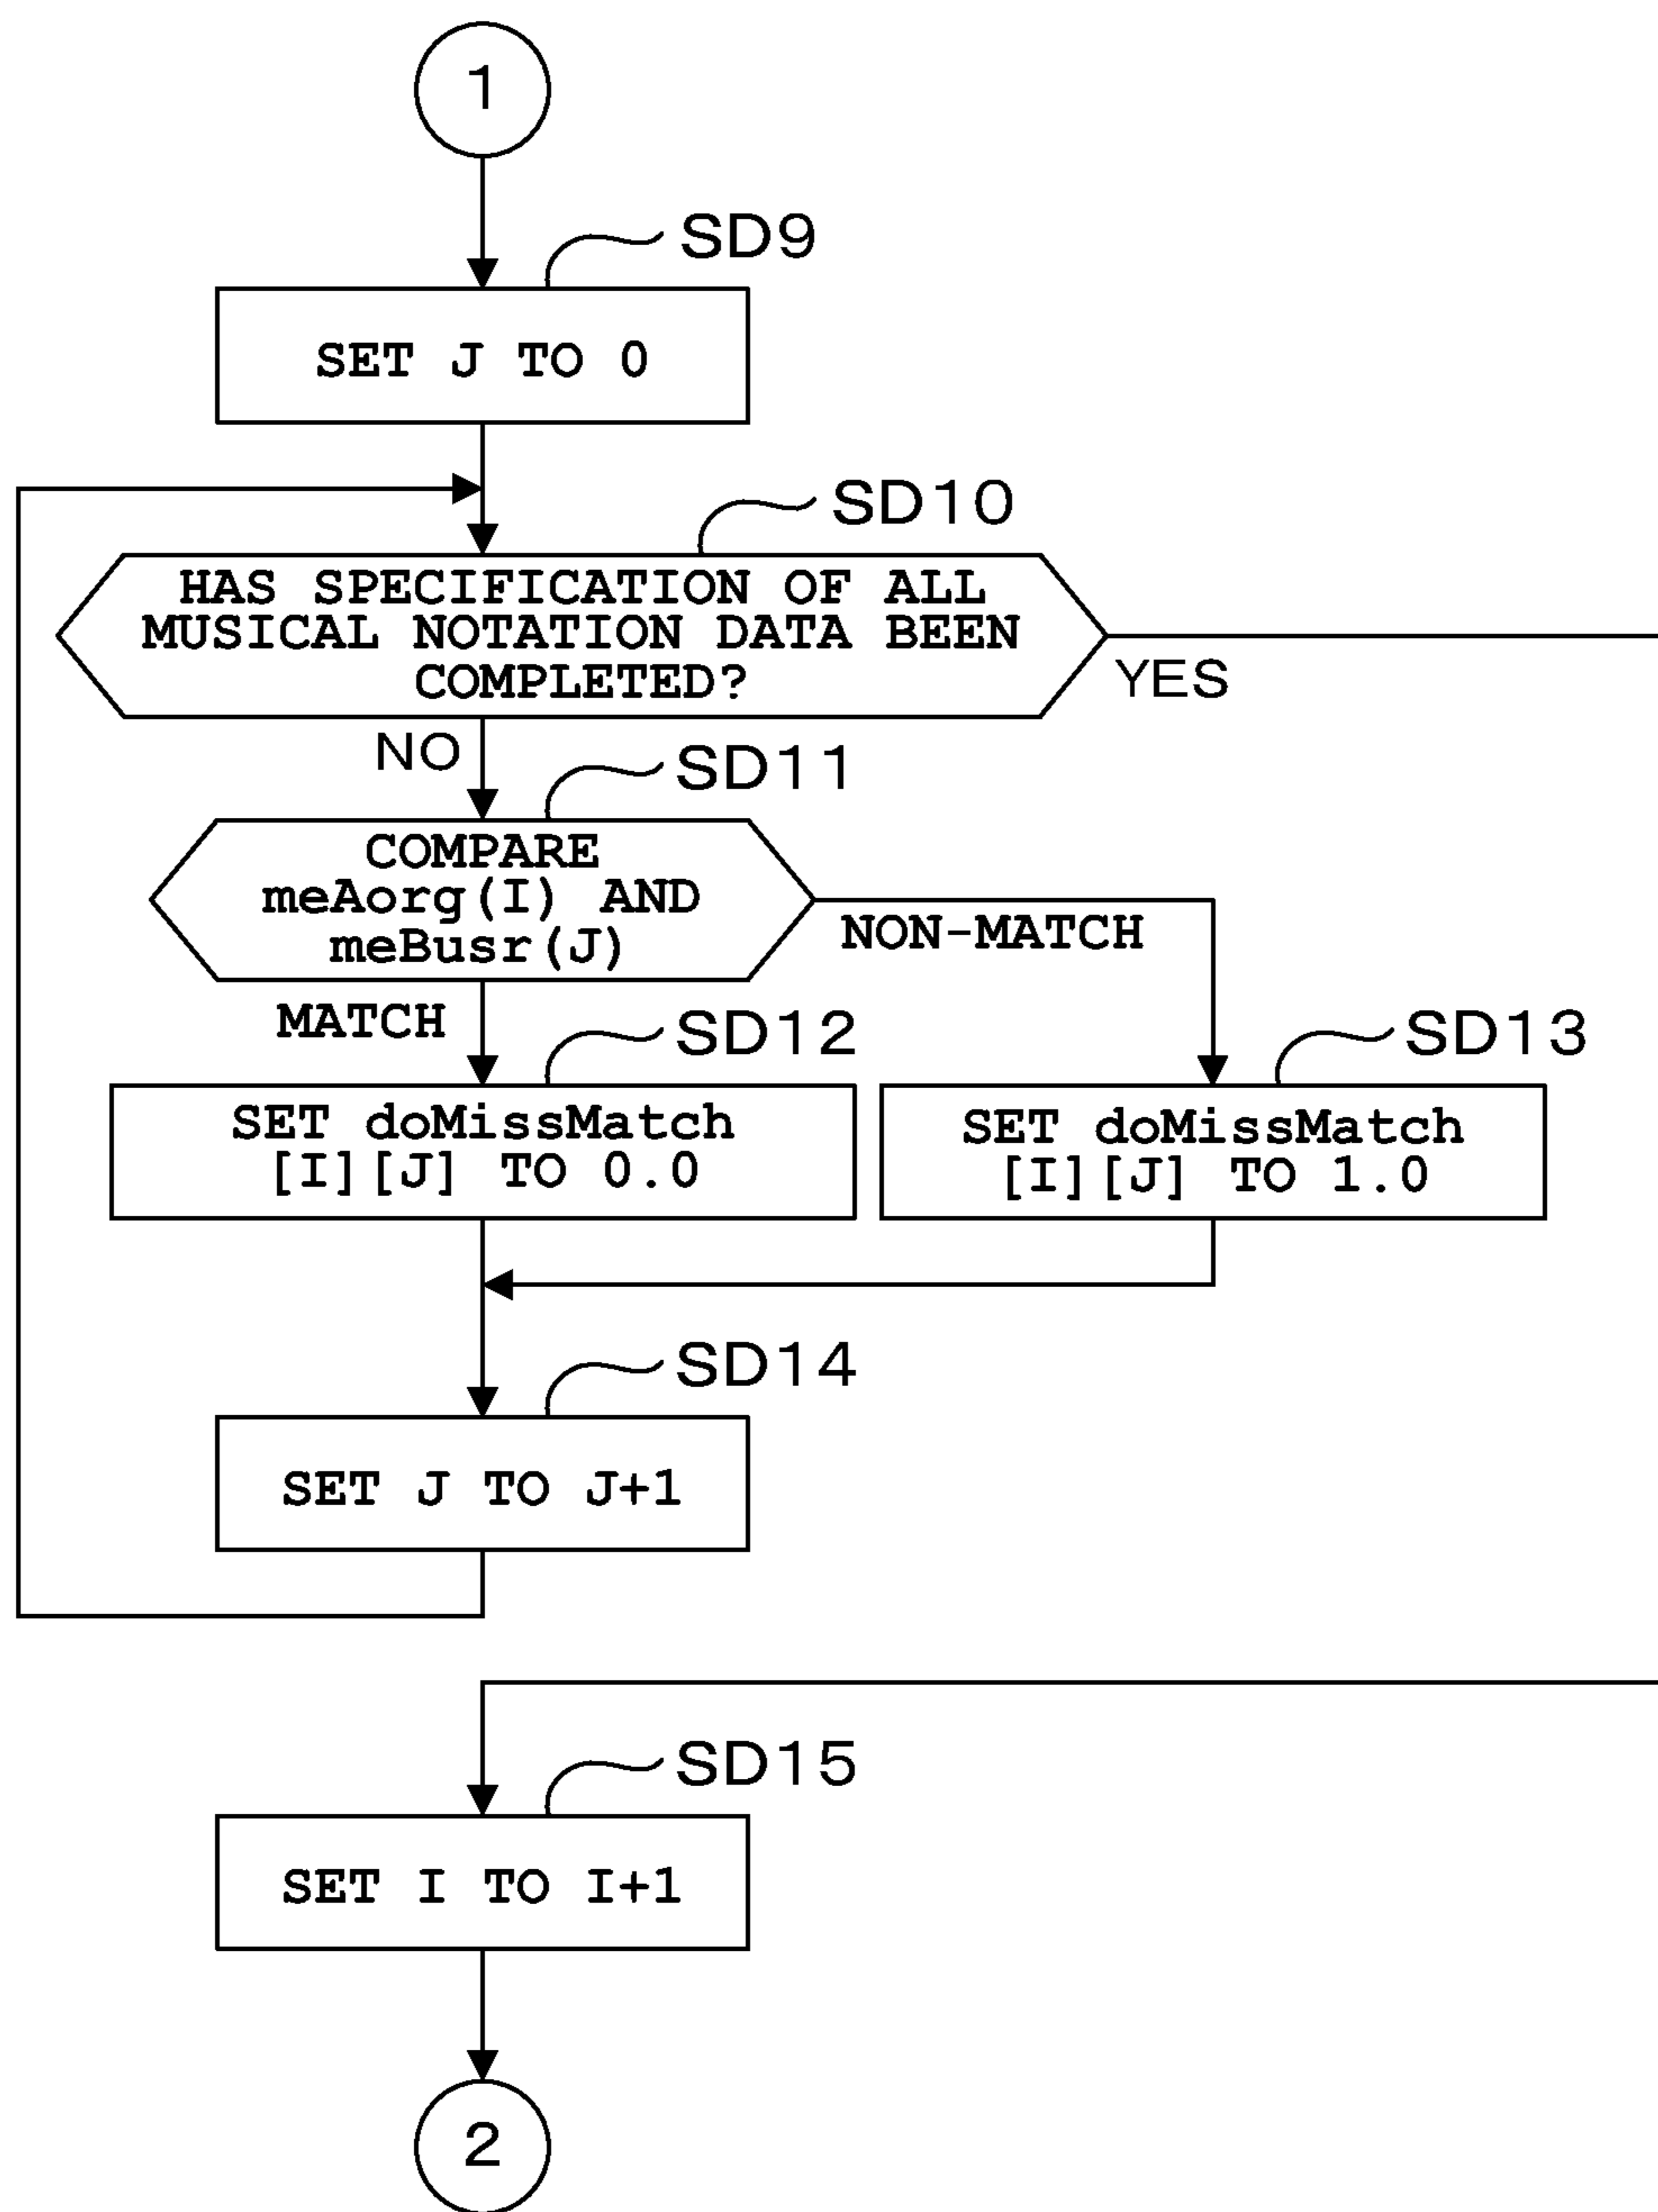 1
SD9
SET J TO 0
SD10
HAS SPECIFICATION OF ALL
MUSICAL NOTATION DATA BEEN
COMPLETED?
YES
NO
SD11
COMPARE
meAorg(I) AND
meBusr(J)
NON-MATCH
MATCH
SD12
SET doMissMatch
[I][J] TO 0.0
SD13
SET doMissMatch
[I][J] TO 1.0
SD14
SET J TO J+1
SD15
SET I TO I+1
2